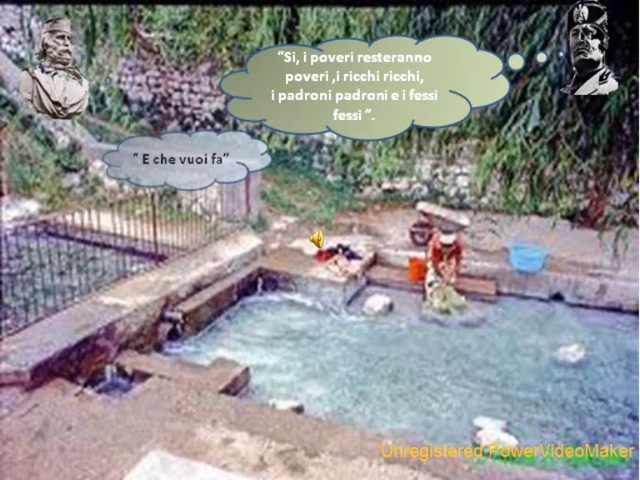 “Si, i poveri resteranno
poveri ,i ricchi ricchi,
i padroni padroni e i fessi
fessi ”.
“ E che vuoi fa”
Unregistered PowerVideoMaker